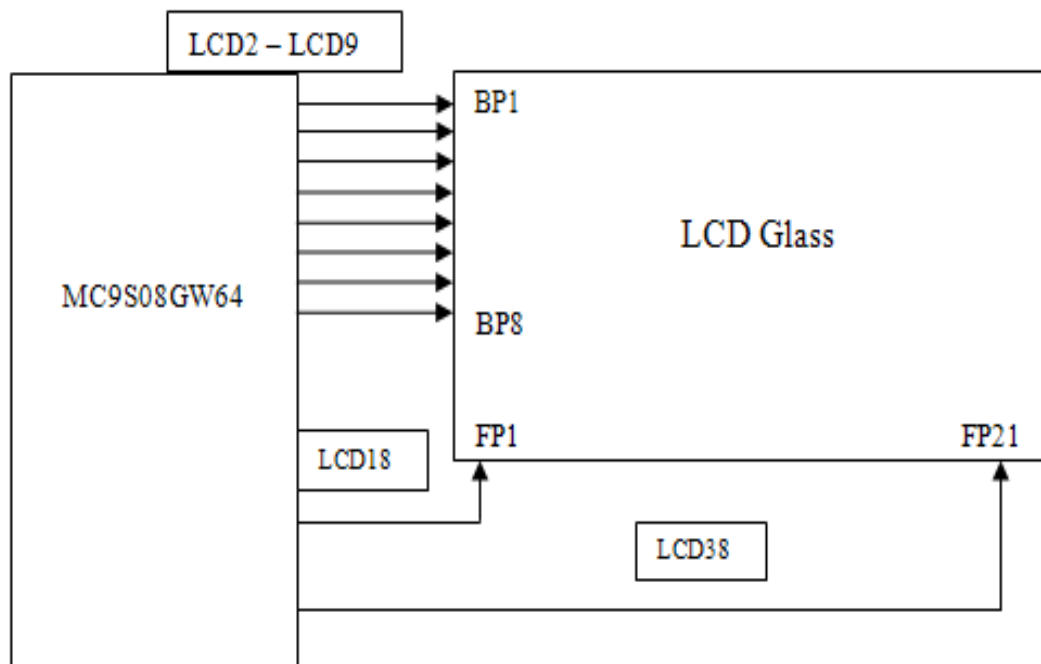 LCD2 – LCD9
BP1
LCD Glass
MC9S08GW64
BP8
FP1
FP21
LCD18
LCD38